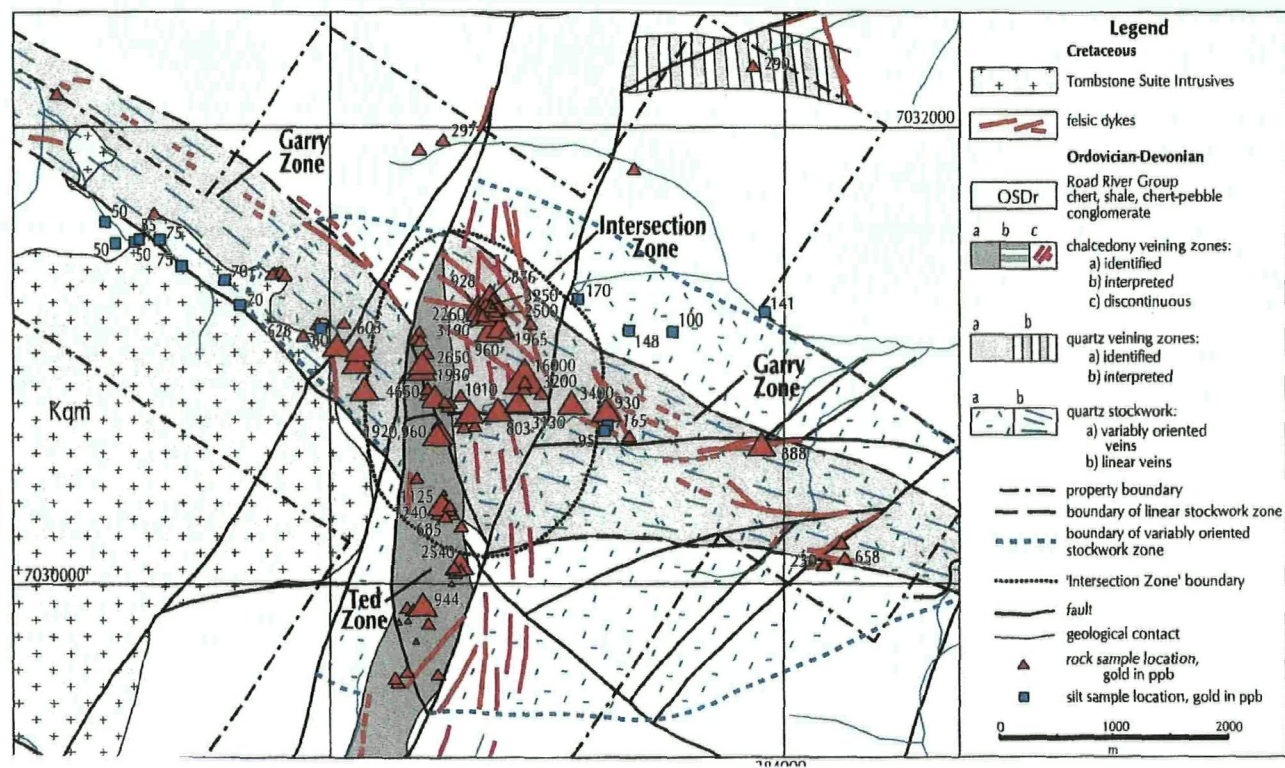 290
7032000
297
Garry
Zone
Intersection
Zone
50
50
50
75
75
70
20
628
80
603
928
876
3250
2260
2500
3190
1965
960
2650
1930
16000
3200
4650
1010
3400
930
165
803
3130
95
1920,960
170
148
100
141
Garry
Zone
888
Kqm
1125
685
2540
658
7030000
Ted
Zone
944
Legend
Cretaceous
Tombstone Suite Intrusives
felsic dykes
Ordovician-Devonian
OSDr
Road River Group
chert, shale, chert-pebble
conglomerate
a b c
chalcedony veining zones:
a) identified
b) interpreted
c) discontinuous
a b
quartz veining zones:
a) identified
b) interpreted
a b
quartz stockwork:
a) variably oriented
veins
b) linear veins
property boundary
boundary of linear stockwork zone
boundary of variably oriented
stockwork zone
'Intersection Zone' boundary
fault
geological contact
rock sample location,
gold in ppb
silt sample location, gold in ppb
0 1000 2000
m